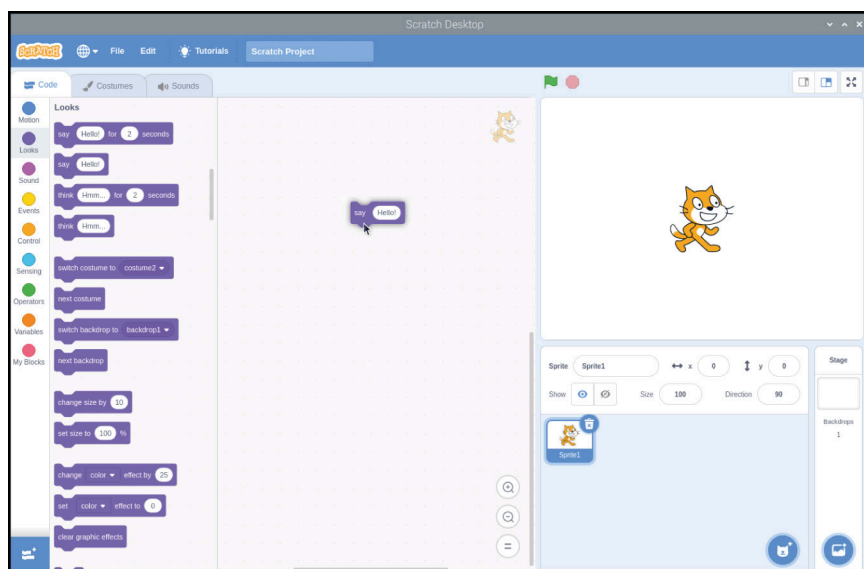 Scratch Desktop
SCRATCH
File Edit Tutorials Scratch Project
Code Costumes Sounds
Motion
Looks
Sound
Events
Control
Sensing
Operators
Variables
My Blocks
Looks
say Hello! for 2 seconds
say Hello!
think Hmm... for 2 seconds
think Hmm...
switch costume to costume2
next costume
switch backdrop to backdrop1
next backdrop
change size by 10
set size to 100 %
change color effect by 25
set color effect to 0
clear graphic effects
say Hello!
Sprite Sprite1 x 0 y 0
Show Size 100 Direction 90
Sprite1
Stage
Backdrops
1